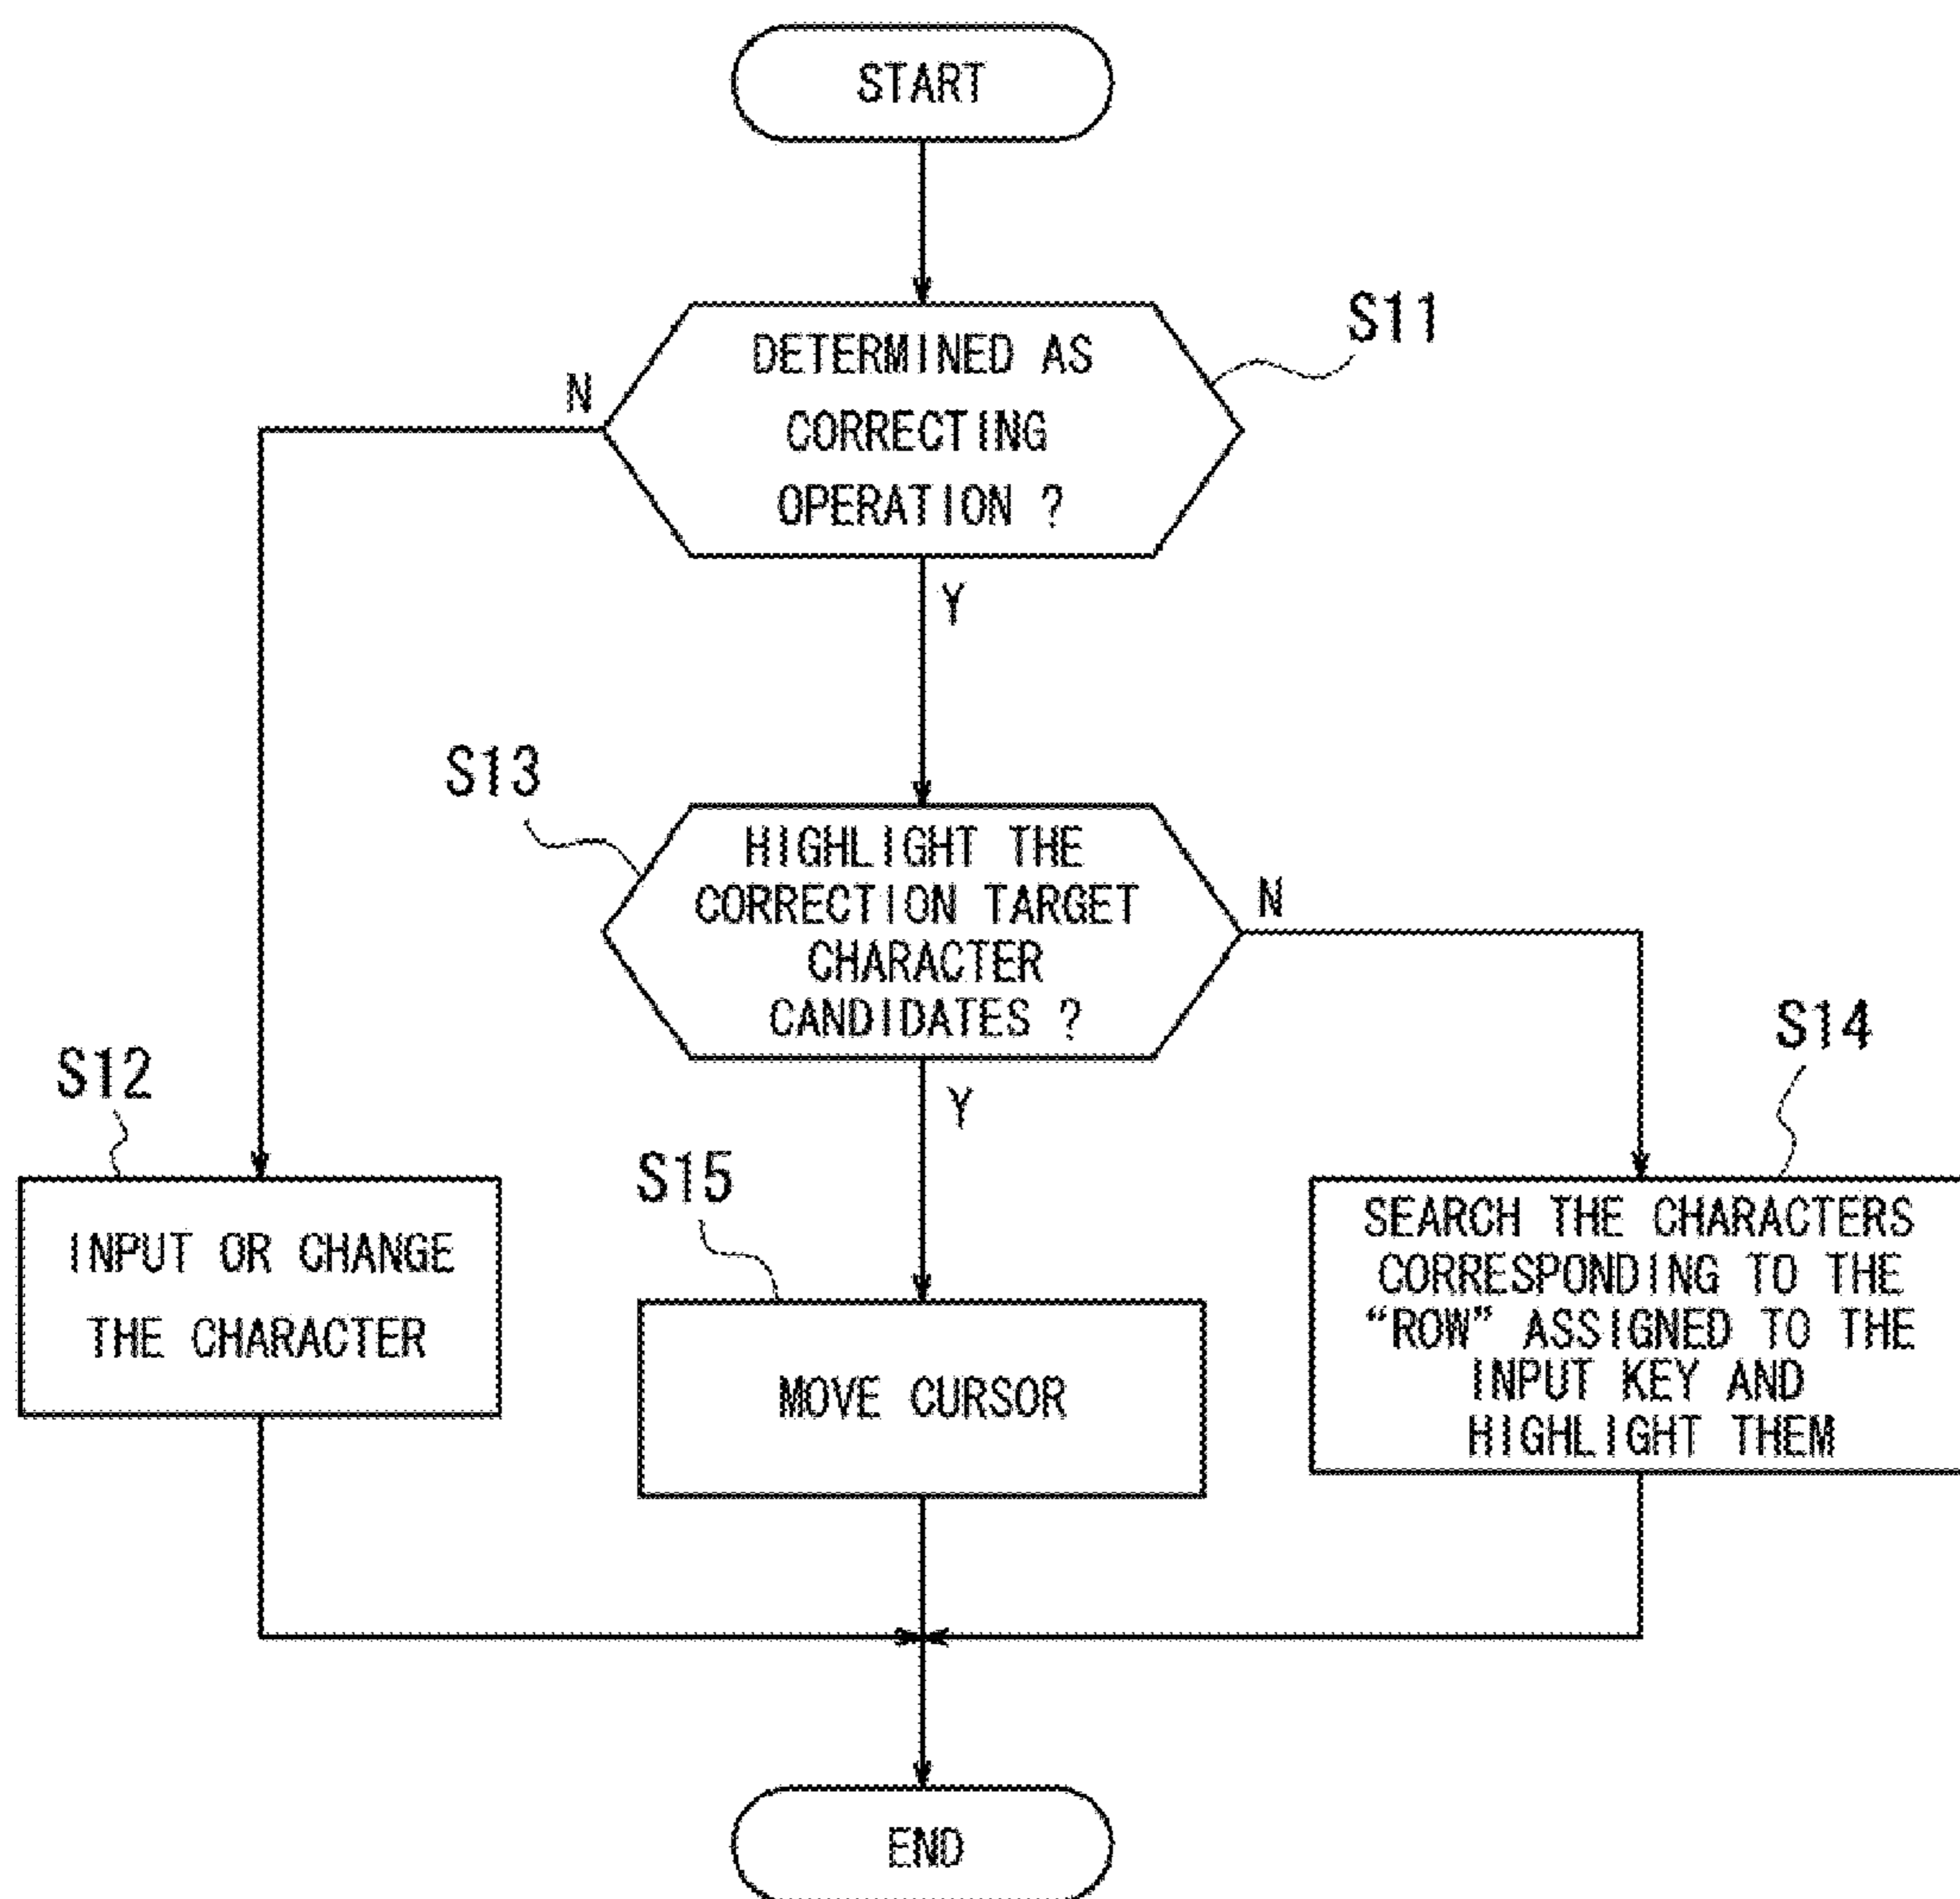 START
S11
DETERMINED AS
CORRECTING
OPERATION ?
N
Y
S13
HIGHLIGHT THE
CORRECTION TARGET
CHARACTER
CANDIDATES ?
N
Y
S12
INPUT OR CHANGE
THE CHARACTER
S15
MOVE CURSOR
S14
SEARCH THE CHARACTERS
CORRESPONDING TO THE
“ROW” ASSIGNED TO THE
INPUT KEY AND
HIGHLIGHT THEM
END